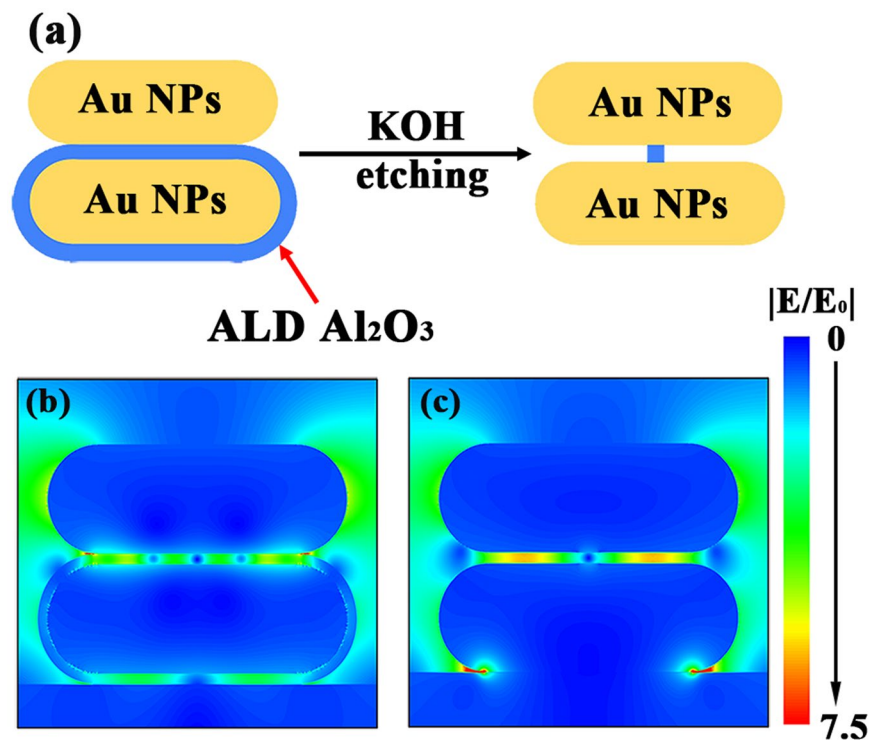 (a)
Au NPs
Au NPs
KOH
etching
Au NPs
Au NPs
ALD Al₂O₃
|E/E₀|
0
7.5
(b)
(c)